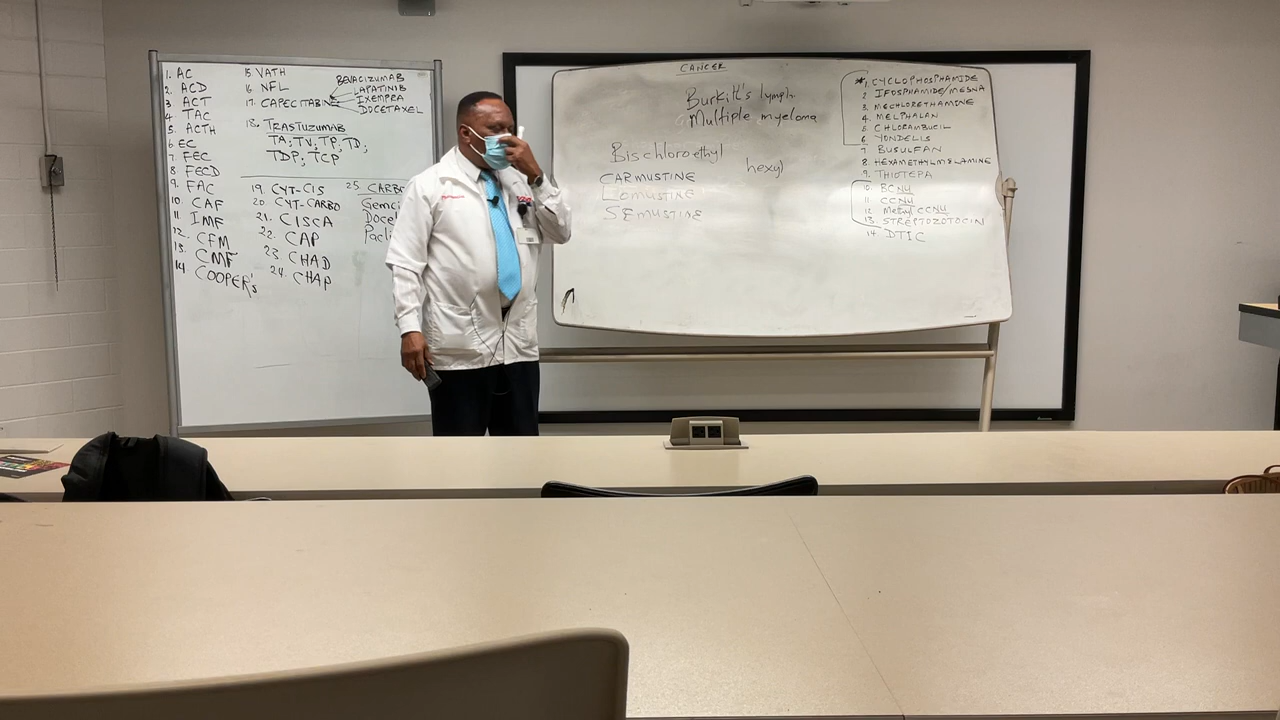 1. AC
2. ACD
3 ACT
4 TAC
5. ACTH
6 EC
7 FEC
8 FECD
9. FAC
10 CAF
11 IMF
12. CFM
13. CMF
14. COOPER's
15. VATH
16. NFL
17. CAPECITABINE
BEVACIZUMAB
LAPATINIB
IXEMPRA
DOCETAXEL
18. TRASTUZUMAB
TA; TV; TP; TD;
TDP; TCP
19. CYT-CIS
20. CYT-CARBO
21. CISCA
22. CAP
23. CHAD
24. CHAP
25. CARBO
Gemci
Doce
Pacli
CANCER
Burkitt's lymph.
Multiple myeloma
Bischloroethyl
hexyl
CARMUSTINE
LOMUSTINE
SEMUSTINE
*1. CYCLOPHOSPHAMIDE
2 IFOSPHAMIDE/MESNA
3. MECHLORETHAMINE
4. MELPHALAN
5 CHLORAMBUCIL
6. YONDELIS
7. BUSULFAN
8. HEXAMETHYLMELAMINE
9. THIOTEPA
10. BCNU
11. CCNU
12 Methyl CCNU
13. STREPTOZOTOCIN
14. DTIC